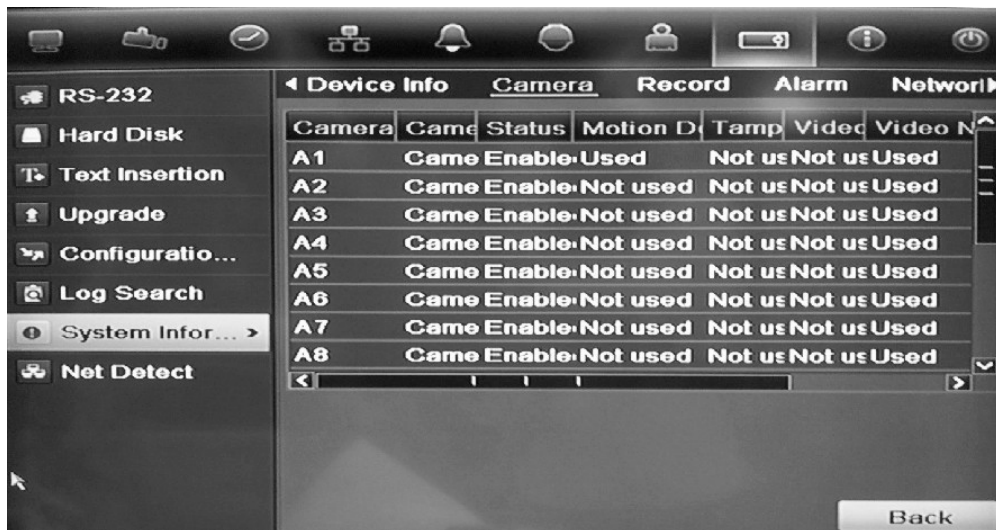 Device Info Camera Record Alarm Networ
RS-232
Hard Disk
Text Insertion
Upgrade
Configuratio...
Log Search
System Infor... >
Net Detect
Camera Came Status Motion D Tamp Video Video N
A1 Came Enable Used Not us Not us Used
A2 Came Enable Not used Not us Not us Used
A3 Came Enable Not used Not us Not us Used
A4 Came Enable Not used Not us Not us Used
A5 Came Enable Not used Not us Not us Used
A6 Came Enable Not used Not us Not us Used
A7 Came Enable Not used Not us Not us Used
A8 Came Enable Not used Not us Not us Used
Back